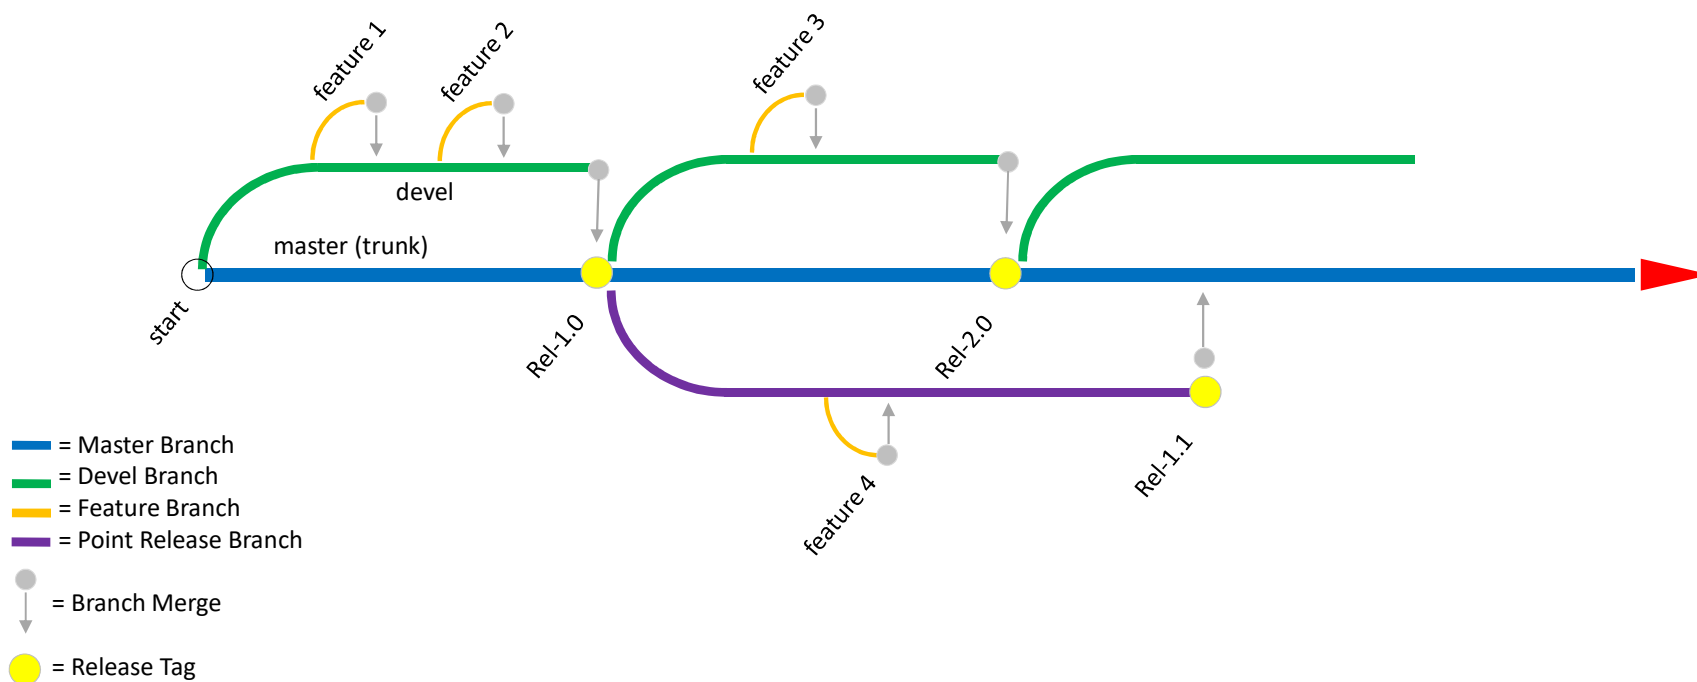 feature 1
feature 2
feature 3
devel
master (trunk)
start
Rel-1.0
Rel-2.0
Rel-1.1
feature 4
= Master Branch
= Devel Branch
= Feature Branch
= Point Release Branch
= Branch Merge
= Release Tag